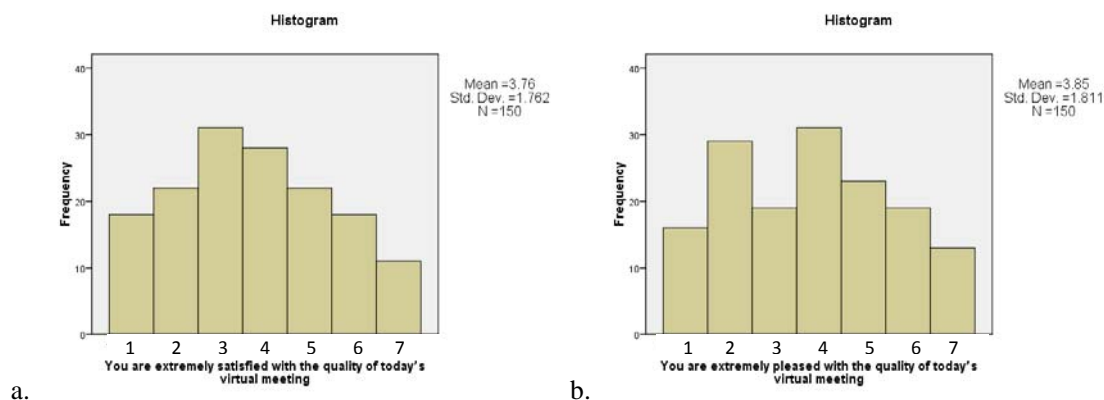 Histogram
40
30
20
10
0
Frequency
Mean =3.76
Std. Dev. =1.762
N =150
1 2 3 4 5 6 7
You are extremely satisfied with the quality of today's
virtual meeting
a.
Histogram
40
30
20
10
0
Frequency
Mean =3.85
Std. Dev. =1.811
N =150
1 2 3 4 5 6 7
You are extremely pleased with the quality of today's
virtual meeting
b.